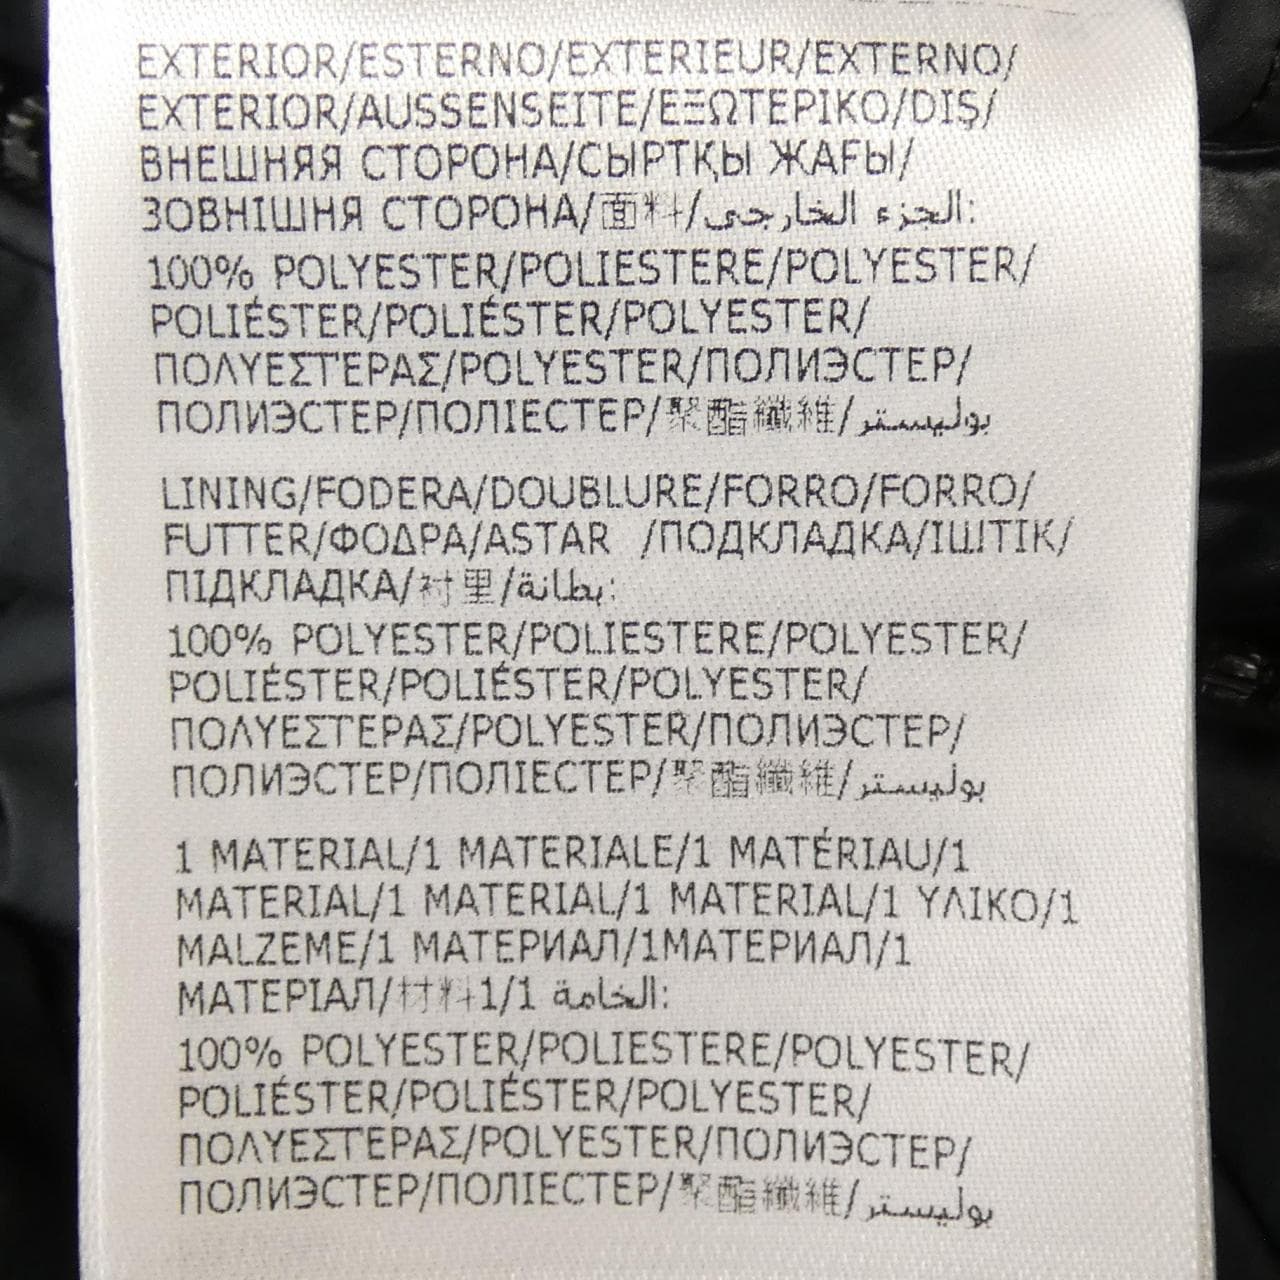 EXTERIOR/ESTERNO/EXTERIEUR/EXTERNO/
EXTERIOR/AUSSENSEITE/ΕΞΩΤΕΡΙΚΟ/DIŞ/
ВНЕШНЯЯ СТОРОНА/СЫРТҚЫ ЖАҒЫ/
ЗОВНІШНЯ СТОРОНА/面料/الجزء الخارجى:
100% POLYESTER/POLIESTERE/POLYESTER/
POLIÉSTER/POLIÉSTER/POLYESTER/
ΠΟΛΥΕΣΤΕΡΑΣ/POLYESTER/ПОЛИЭСТЕР/
ПОЛИЭСТЕР/ПОЛІЕСТЕР/聚酯纖維/بوليستر
LINING/FODERA/DOUBLURE/FORRO/FORRO/
FUTTER/ΦΟΔΡΑ/ASTAR /ПОДКЛАДКА/ІШТІК/
ПІДКЛАДКА/衬里/بطانة:
100% POLYESTER/POLIESTERE/POLYESTER/
POLIÉSTER/POLIÉSTER/POLYESTER/
ΠΟΛΥΕΣΤΕΡΑΣ/POLYESTER/ПОЛИЭСТЕР/
ПОЛИЭСТЕР/ПОЛІЕСТЕР/聚酯纖維/بوليستر
1 MATERIAL/1 MATERIALE/1 MATÉRIAU/1
MATERIAL/1 MATERIAL/1 MATERIAL/1 ΥΛΙΚΟ/1
MALZEME/1 МАТЕРИАЛ/1МАТЕРИАЛ/1
МАТЕРІАЛ/材料1/1 الخامة:
100% POLYESTER/POLIESTERE/POLYESTER/
POLIÉSTER/POLIÉSTER/POLYESTER/
ΠΟΛΥΕΣΤΕΡΑΣ/POLYESTER/ПОЛИЭСТЕР/
ПОЛИЭСТЕР/ПОЛІЕСТЕР/聚酯纖維/بوليستر